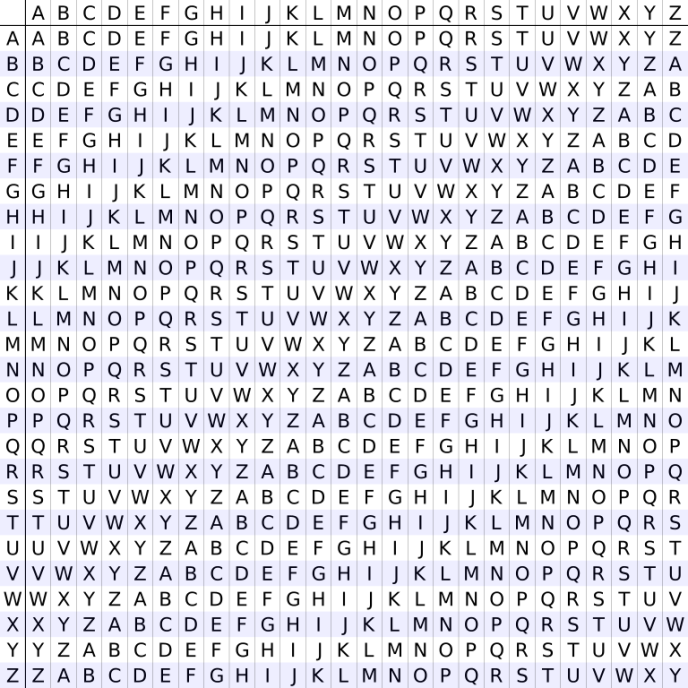 A B C D E F G H I J K L M N O P Q R S T U V W X Y Z
A A B C D E F G H I J K L M N O P Q R S T U V W X Y Z
B B C D E F G H I J K L M N O P Q R S T U V W X Y Z A
C C D E F G H I J K L M N O P Q R S T U V W X Y Z A B
D D E F G H I J K L M N O P Q R S T U V W X Y Z A B C
E E F G H I J K L M N O P Q R S T U V W X Y Z A B C D
F F G H I J K L M N O P Q R S T U V W X Y Z A B C D E
G G H I J K L M N O P Q R S T U V W X Y Z A B C D E F
H H I J K L M N O P Q R S T U V W X Y Z A B C D E F G
I I J K L M N O P Q R S T U V W X Y Z A B C D E F G H
J J K L M N O P Q R S T U V W X Y Z A B C D E F G H I
K K L M N O P Q R S T U V W X Y Z A B C D E F G H I J
L L M N O P Q R S T U V W X Y Z A B C D E F G H I J K
M M N O P Q R S T U V W X Y Z A B C D E F G H I J K L
N N O P Q R S T U V W X Y Z A B C D E F G H I J K L M
O O P Q R S T U V W X Y Z A B C D E F G H I J K L M N
P P Q R S T U V W X Y Z A B C D E F G H I J K L M N O
Q Q R S T U V W X Y Z A B C D E F G H I J K L M N O P
R R S T U V W X Y Z A B C D E F G H I J K L M N O P Q
S S T U V W X Y Z A B C D E F G H I J K L M N O P Q R
T T U V W X Y Z A B C D E F G H I J K L M N O P Q R S
U U V W X Y Z A B C D E F G H I J K L M N O P Q R S T
V V W X Y Z A B C D E F G H I J K L M N O P Q R S T U
W W X Y Z A B C D E F G H I J K L M N O P Q R S T U V
X X Y Z A B C D E F G H I J K L M N O P Q R S T U V W
Y Y Z A B C D E F G H I J K L M N O P Q R S T U V W X
Z Z A B C D E F G H I J K L M N O P Q R S T U V W X Y